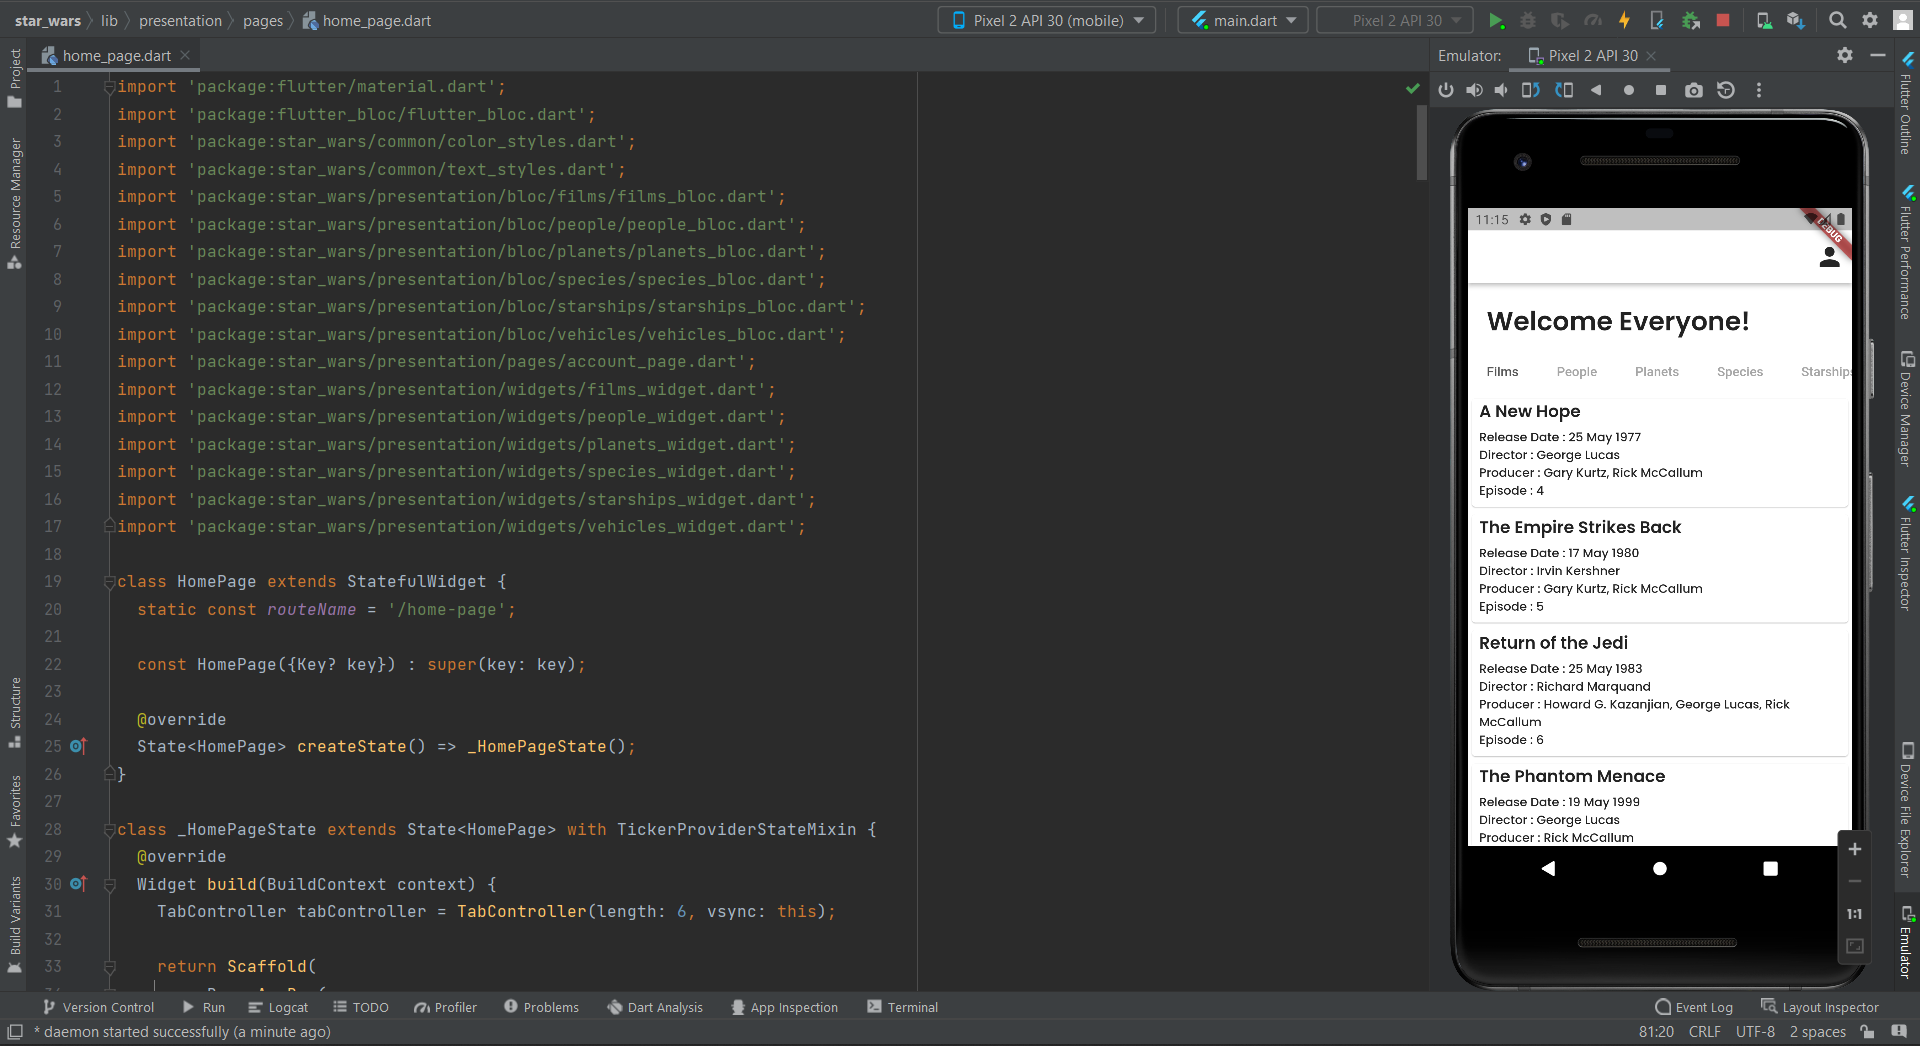 star_wars lib presentation pages home_page.dart
Pixel 2 API 30 (mobile) main.dart Pixel 2 API 30
home_page.dart
Emulator: Pixel 2 API 30
1 import 'package:flutter/material.dart';
2 import 'package:flutter_bloc/flutter_bloc.dart';
3 import 'package:star_wars/common/color_styles.dart';
4 import 'package:star_wars/common/text_styles.dart';
5 import 'package:star_wars/presentation/bloc/films/films_bloc.dart';
6 import 'package:star_wars/presentation/bloc/people/people_bloc.dart';
7 import 'package:star_wars/presentation/bloc/planets/planets_bloc.dart';
8 import 'package:star_wars/presentation/bloc/species/species_bloc.dart';
9 import 'package:star_wars/presentation/bloc/starships/starships_bloc.dart';
10 import 'package:star_wars/presentation/bloc/vehicles/vehicles_bloc.dart';
11 import 'package:star_wars/presentation/pages/account_page.dart';
12 import 'package:star_wars/presentation/widgets/films_widget.dart';
13 import 'package:star_wars/presentation/widgets/people_widget.dart';
14 import 'package:star_wars/presentation/widgets/planets_widget.dart';
15 import 'package:star_wars/presentation/widgets/species_widget.dart';
16 import 'package:star_wars/presentation/widgets/starships_widget.dart';
17 import 'package:star_wars/presentation/widgets/vehicles_widget.dart';
18
19 class HomePage extends StatefulWidget {
20 static const routeName = '/home-page';
21
22 const HomePage({Key? key}) : super(key: key);
23
24 @override
25 State<HomePage> createState() => _HomePageState();
26 }
27
28 class _HomePageState extends State<HomePage> with TickerProviderStateMixin {
29 @override
30 Widget build(BuildContext context) {
31 TabController tabController = TabController(length: 6, vsync: this);
32
33 return Scaffold(
Project
Resource Manager
Structure
Favorites
Build Variants
11:15
DEBUG
Welcome Everyone!
Films People Planets Species Starships
A New Hope
Release Date : 25 May 1977
Director : George Lucas
Producer : Gary Kurtz, Rick McCallum
Episode : 4
The Empire Strikes Back
Release Date : 17 May 1980
Director : Irvin Kershner
Producer : Gary Kurtz, Rick McCallum
Episode : 5
Return of the Jedi
Release Date : 25 May 1983
Director : Richard Marquand
Producer : Howard G. Kazanjian, George Lucas, Rick
McCallum
Episode : 6
The Phantom Menace
Release Date : 19 May 1999
Director : George Lucas
Producer : Rick McCallum
1:1
Flutter Outline
Flutter Performance
Device Manager
Flutter Inspector
Device File Explorer
Emulator
Version Control Run Logcat TODO Profiler Problems Dart Analysis App Inspection Terminal Event Log Layout Inspector
* daemon started successfully (a minute ago) 81:20 CRLF UTF-8 2 spaces